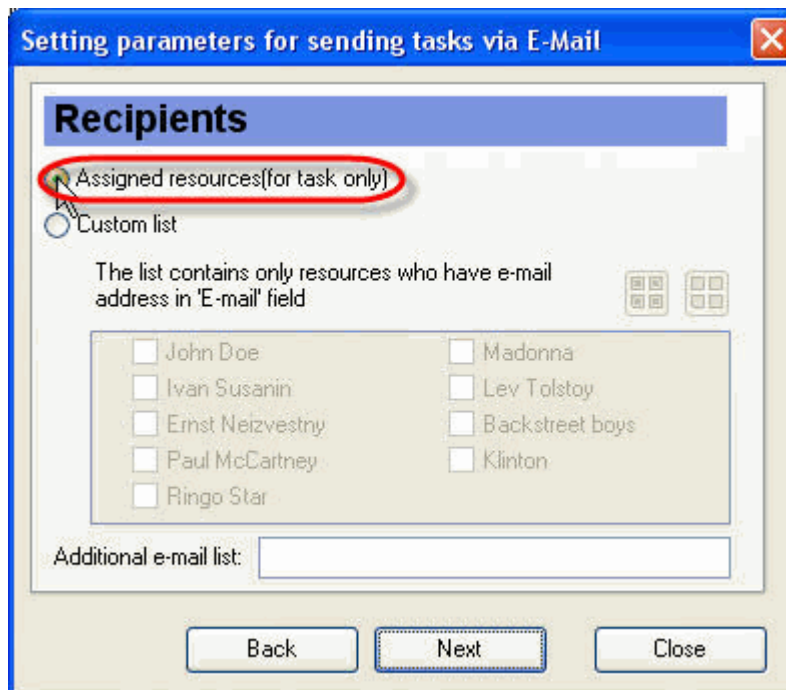 Setting parameters for sending tasks via E-Mail
Recipients
Assigned resources(for task only)
Custom list
The list contains only resources who have e-mail
address in 'E-mail' field
John Doe
Madonna
Ivan Susanin
Lev Tolstoy
Ernst Neizvestny
Backstreet boys
Paul McCartney
Klinton
Ringo Star
Additional e-mail list:
Back
Next
Close